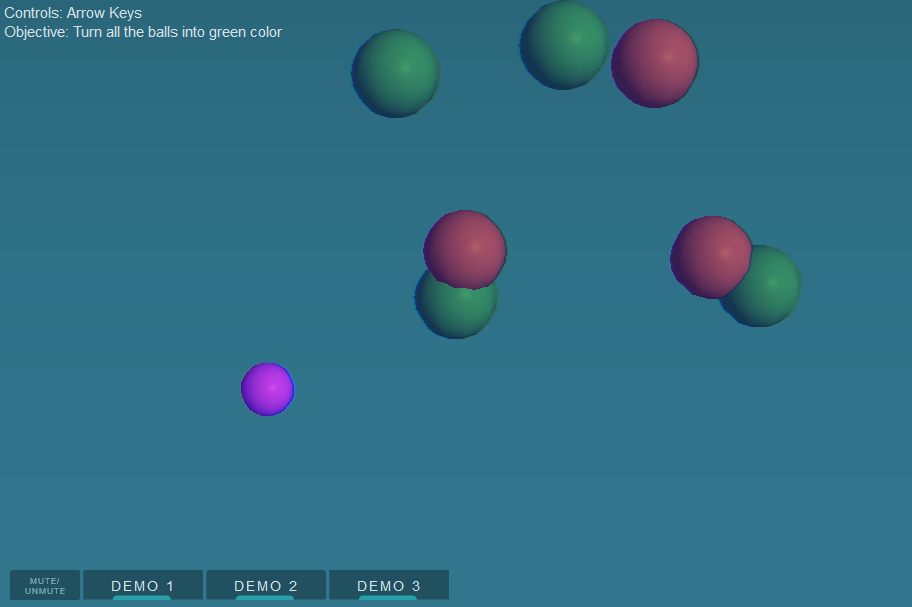 Controls: Arrow Keys
Objective: Turn all the balls into green color
MUTE/
UNMUTE
DEMO 1
DEMO 2
DEMO 3